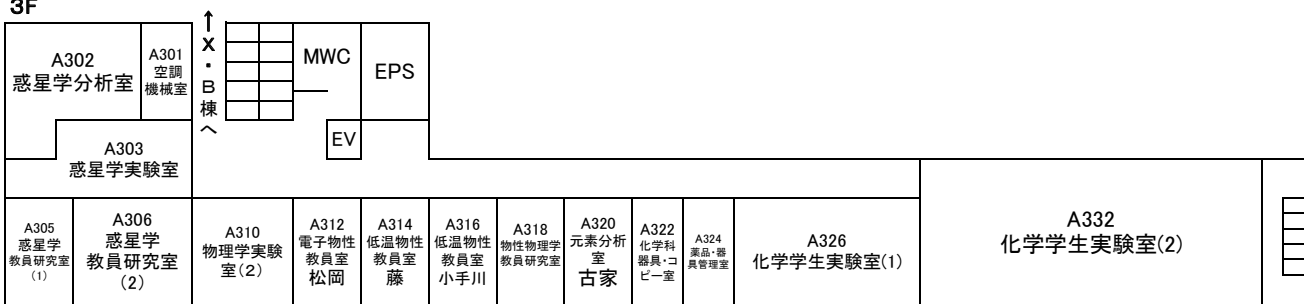 3F
A302
惑星学分析室
A301
空調
機械室
↑
X
・
B
棟
へ
MWC
EPS
EV
A303
惑星学実験室
A305
惑星学
教員研究室
(1)
A306
惑星学
教員研究室
(2)
A310
物理学実験
室(2)
A312
電子物性
教員室
松岡
A314
低温物性
教員室
藤
A316
低温物性
教員室
小手川
A318
物性物理学
教員研究室
A320
元素分析
室
古家
A322
化学科
器具・コ
ピー室
A324
薬品・器
具管理室
A326
化学学生実験室(1)
A332
化学学生実験室(2)